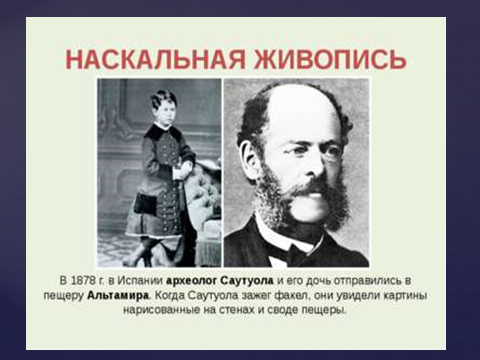 НАСКАЛЬНАЯ ЖИВОПИСЬ
В 1878 г. в Испании археолог Саутуола и его дочь отправились в
пещеру Альтамира. Когда Саутуола зажег факел, они увидели картины
нарисованные на стенах и своде пещеры.